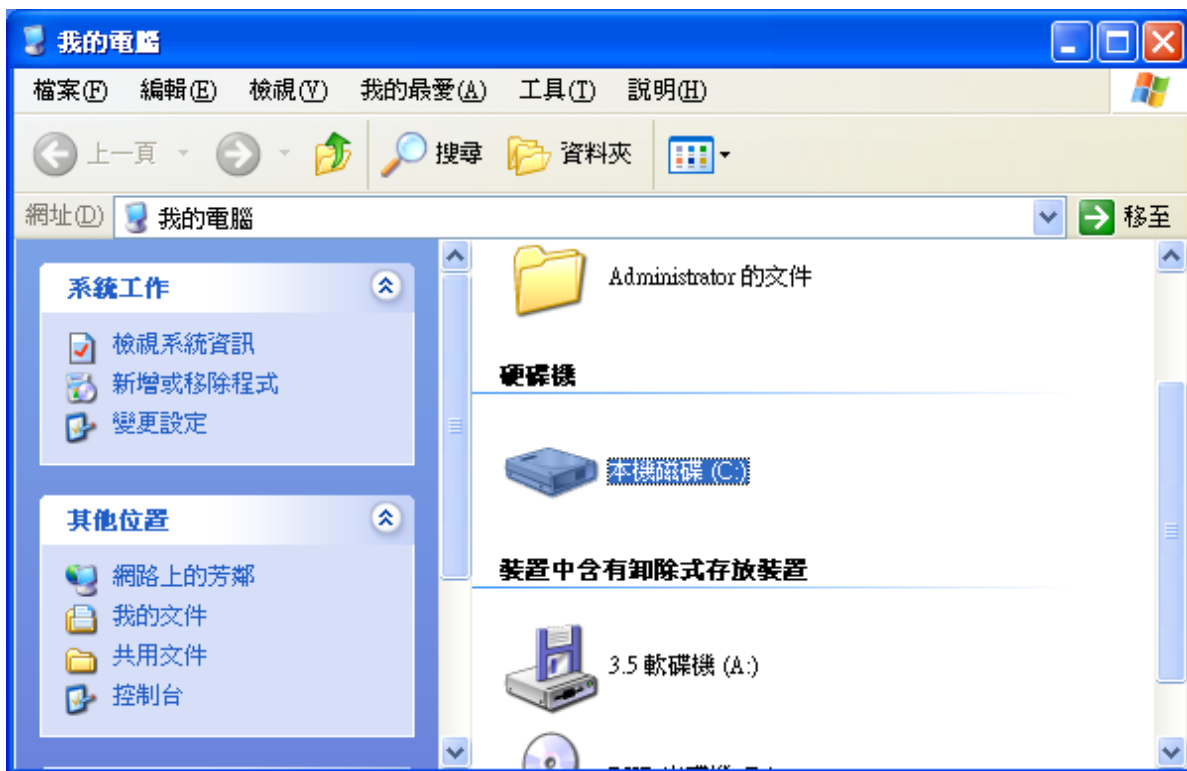 我的電腦
檔案(F) 編輯(E) 檢視(V) 我的最愛(A) 工具(T) 說明(H)
上一頁 搜尋 資料夾
網址(D) 我的電腦 移至
系統工作
檢視系統資訊
新增或移除程式
變更設定
其他位置
網路上的芳鄰
我的文件
共用文件
控制台
Administrator 的文件
硬碟機
本機磁碟 (C:)
裝置中含有卸除式存放裝置
3.5 軟碟機 (A:)